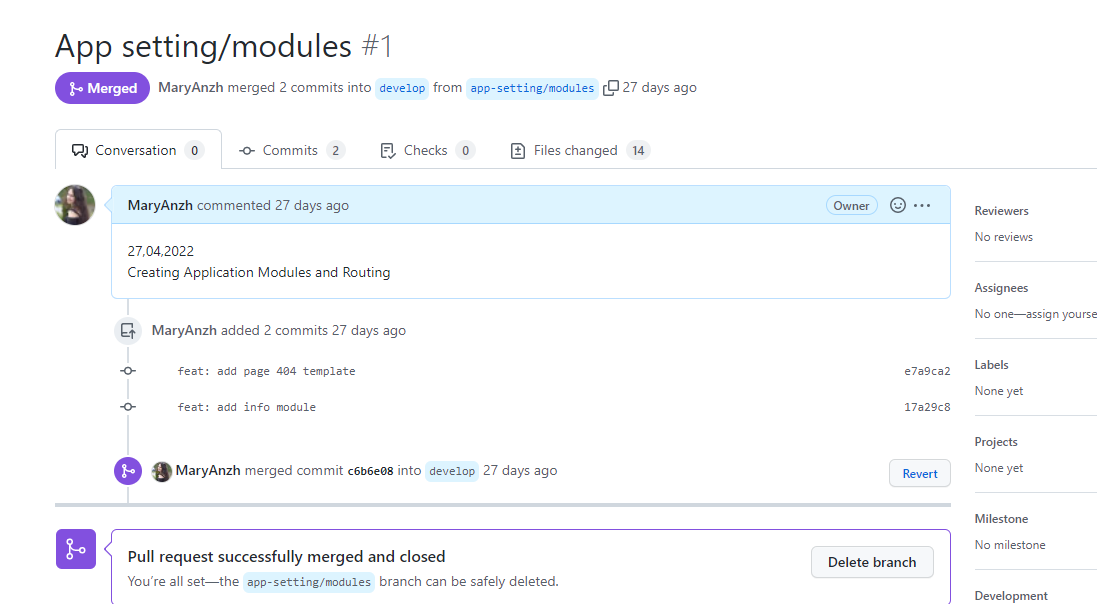 App setting/modules #1
Merged MaryAnzh merged 2 commits into develop from app-setting/modules 27 days ago
Conversation 0 Commits 2 Checks 0 Files changed 14
MaryAnzh commented 27 days ago Owner
27,04,2022
Creating Application Modules and Routing
MaryAnzh added 2 commits 27 days ago
feat: add page 404 template e7a9ca2
feat: add info module 17a29c8
MaryAnzh merged commit c6b6e08 into develop 27 days ago Revert
Pull request successfully merged and closed
You're all set—the app-setting/modules branch can be safely deleted.
Delete branch
Reviewers
No reviews
Assignees
No one—assign yourse
Labels
None yet
Projects
None yet
Milestone
No milestone
Development